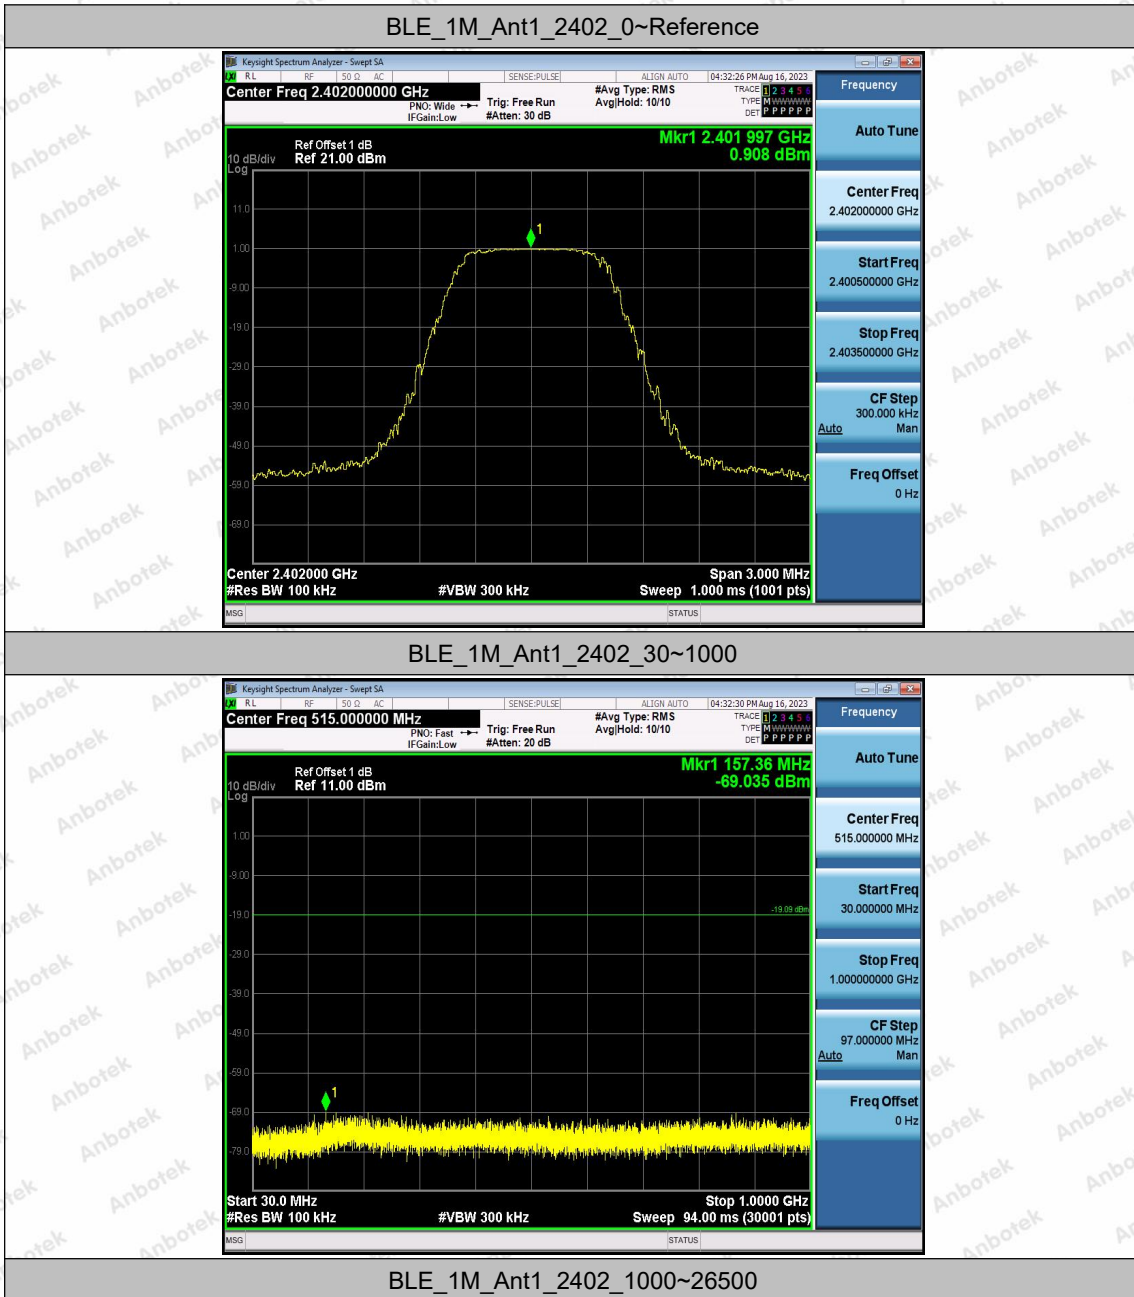 BLE_1M_Ant1_2402_0~Reference
Keysight Spectrum Analyzer - Swept SA
LXI RL RF 50 Ω AC SENSE:PULSE ALIGN AUTO 04:32:26 PM Aug 16, 2023
Center Freq 2.402000000 GHz
PNO: Wide
IFGain:Low
Trig: Free Run
#Atten: 30 dB
#Avg Type: RMS
Avg|Hold: 10/10
TRACE 1 2 3 4 5 6
TYPE M WWWWW
DET P P P P P P
Ref Offset 1 dB
10 dB/div Ref 21.00 dBm
Log
Mkr1 2.401 997 GHz
0.908 dBm
1
11.0
1.00
-9.00
-19.0
-29.0
-39.0
-49.0
-59.0
-69.0
Center 2.402000 GHz Span 3.000 MHz
#Res BW 100 kHz #VBW 300 kHz Sweep 1.000 ms (1001 pts)
MSG STATUS
Frequency
Auto Tune
Center Freq
2.402000000 GHz
Start Freq
2.400500000 GHz
Stop Freq
2.403500000 GHz
CF Step
300.000 kHz
Auto Man
Freq Offset
0 Hz
BLE_1M_Ant1_2402_30~1000
Keysight Spectrum Analyzer - Swept SA
LXI RL RF 50 Ω AC SENSE:PULSE ALIGN AUTO 04:32:30 PM Aug 16, 2023
Center Freq 515.000000 MHz
PNO: Fast
IFGain:Low
Trig: Free Run
#Atten: 20 dB
#Avg Type: RMS
Avg|Hold: 10/10
TRACE 1 2 3 4 5 6
TYPE M WWWWW
DET P P P P P P
Ref Offset 1 dB
10 dB/div Ref 11.00 dBm
Log
Mkr1 157.36 MHz
-69.035 dBm
1.00
-9.00
-19.0
-19.09 dBm
-29.0
-39.0
-49.0
-59.0
1
-69.0
-79.0
Start 30.0 MHz Stop 1.0000 GHz
#Res BW 100 kHz #VBW 300 kHz Sweep 94.00 ms (30001 pts)
MSG STATUS
Frequency
Auto Tune
Center Freq
515.000000 MHz
Start Freq
30.000000 MHz
Stop Freq
1.000000000 GHz
CF Step
97.000000 MHz
Auto Man
Freq Offset
0 Hz
BLE_1M_Ant1_2402_1000~26500
Anbotek